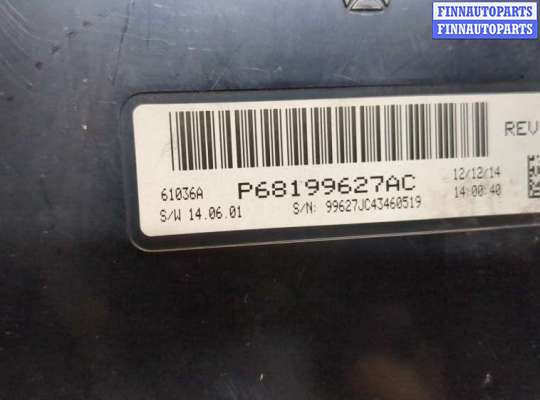 FINNAUTOPARTS
FINNAUTOPARTS
REV
61036A P68199627AC 12/12/14
S/W 14.06.01 S/N: 99627JC43460519 14:00:40